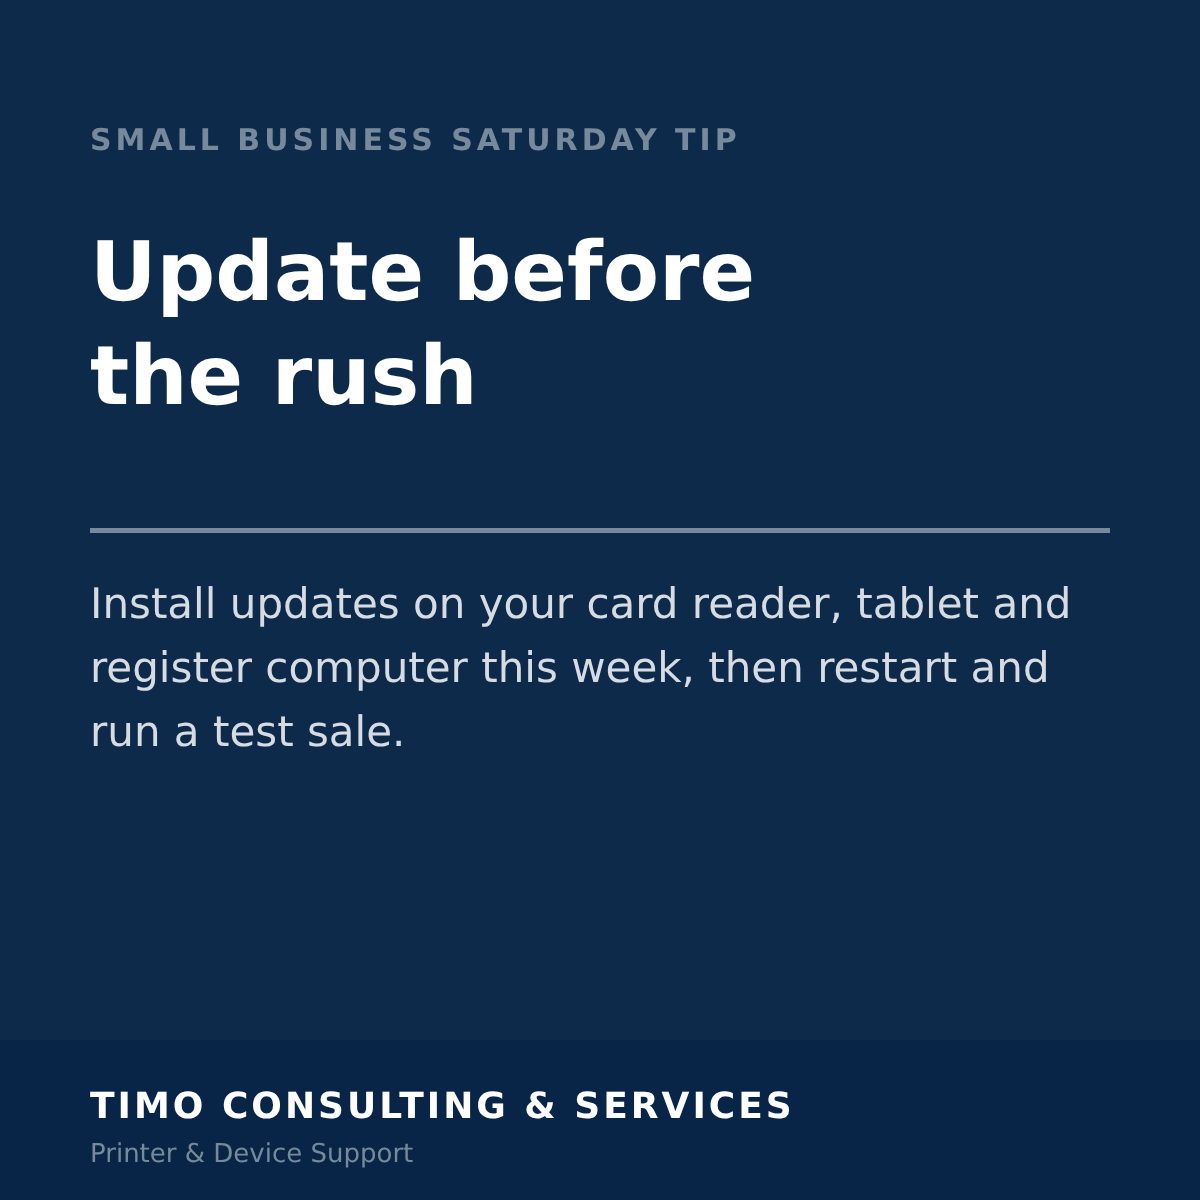 SMALL BUSINESS SATURDAY TIP
Update before
the rush
Install updates on your card reader, tablet and
register computer this week, then restart and
run a test sale.
TIMO CONSULTING & SERVICES
Printer & Device Support